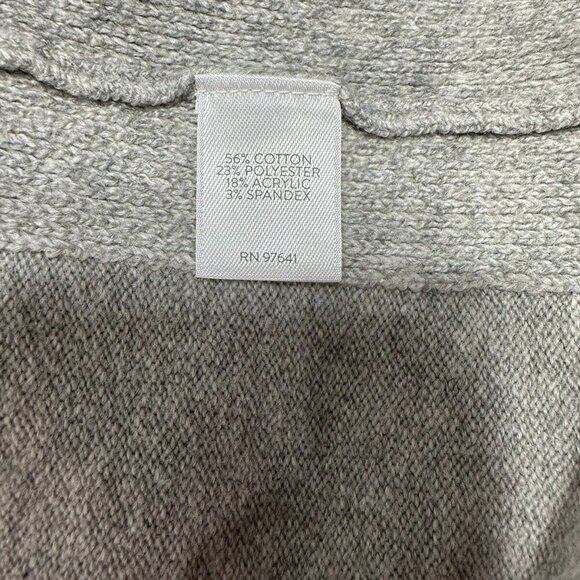 56% COTTON
23% POLYESTER
18% ACRYLIC
3% SPANDEX
RN 97641